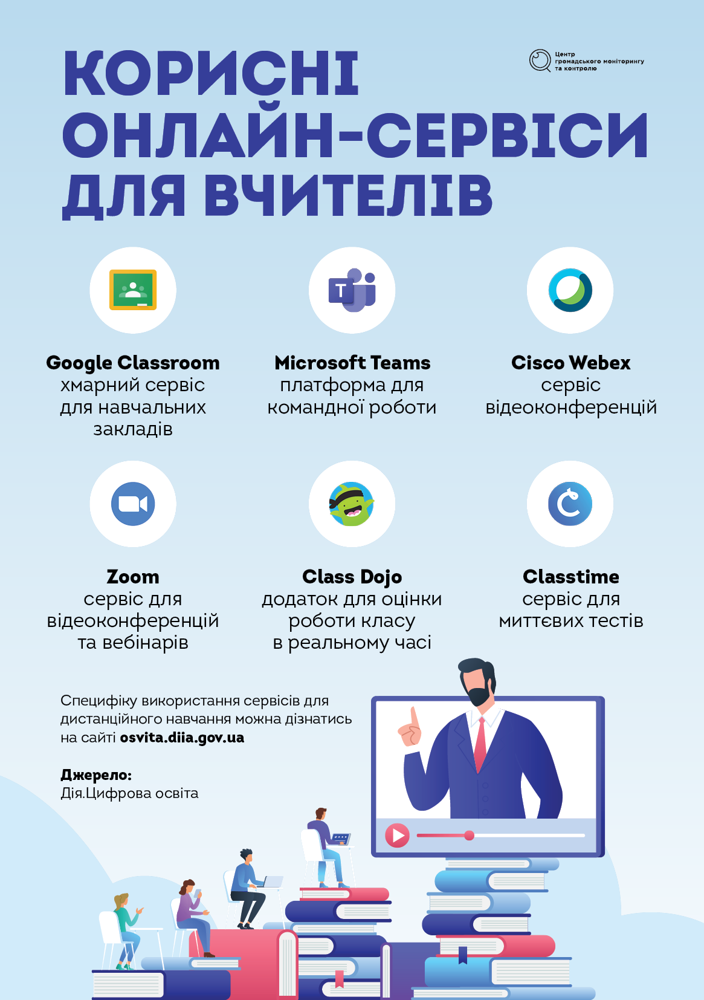 КОРИСНІ
ОНЛАЙН-СЕРВІСИ
ДЛЯ ВЧИТЕЛІВ
Центр
громадського моніторингу
та контролю
Google Classroom
хмарний сервіс
для навчальних
закладів
Microsoft Teams
платформа для
командної роботи
Cisco Webex
сервіс
відеоконференцій
Zoom
сервіс для
відеоконференцій
та вебінарів
Class Dojo
додаток для оцінки
роботи класу
в реальному часі
Classtime
сервіс для
миттєвих тестів
Специфіку використання сервісів для
дистанційного навчання можна дізнатись
на сайті osvita.diia.gov.ua
Джерело:
Дія.Цифрова освіта